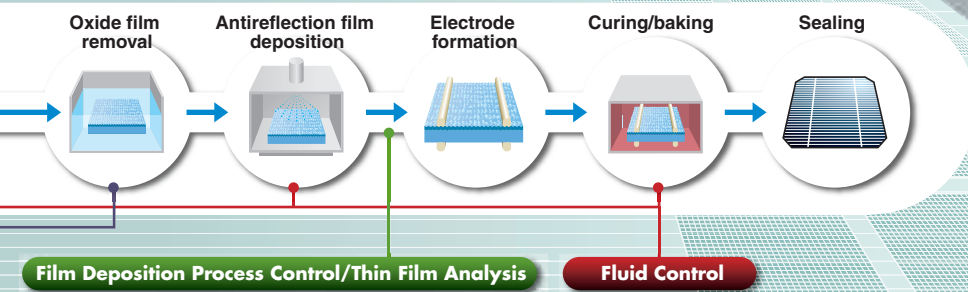 Oxide film
removal
Antireflection film
deposition
Electrode
formation
Curing/baking
Sealing
Film Deposition Process Control/Thin Film Analysis
Fluid Control